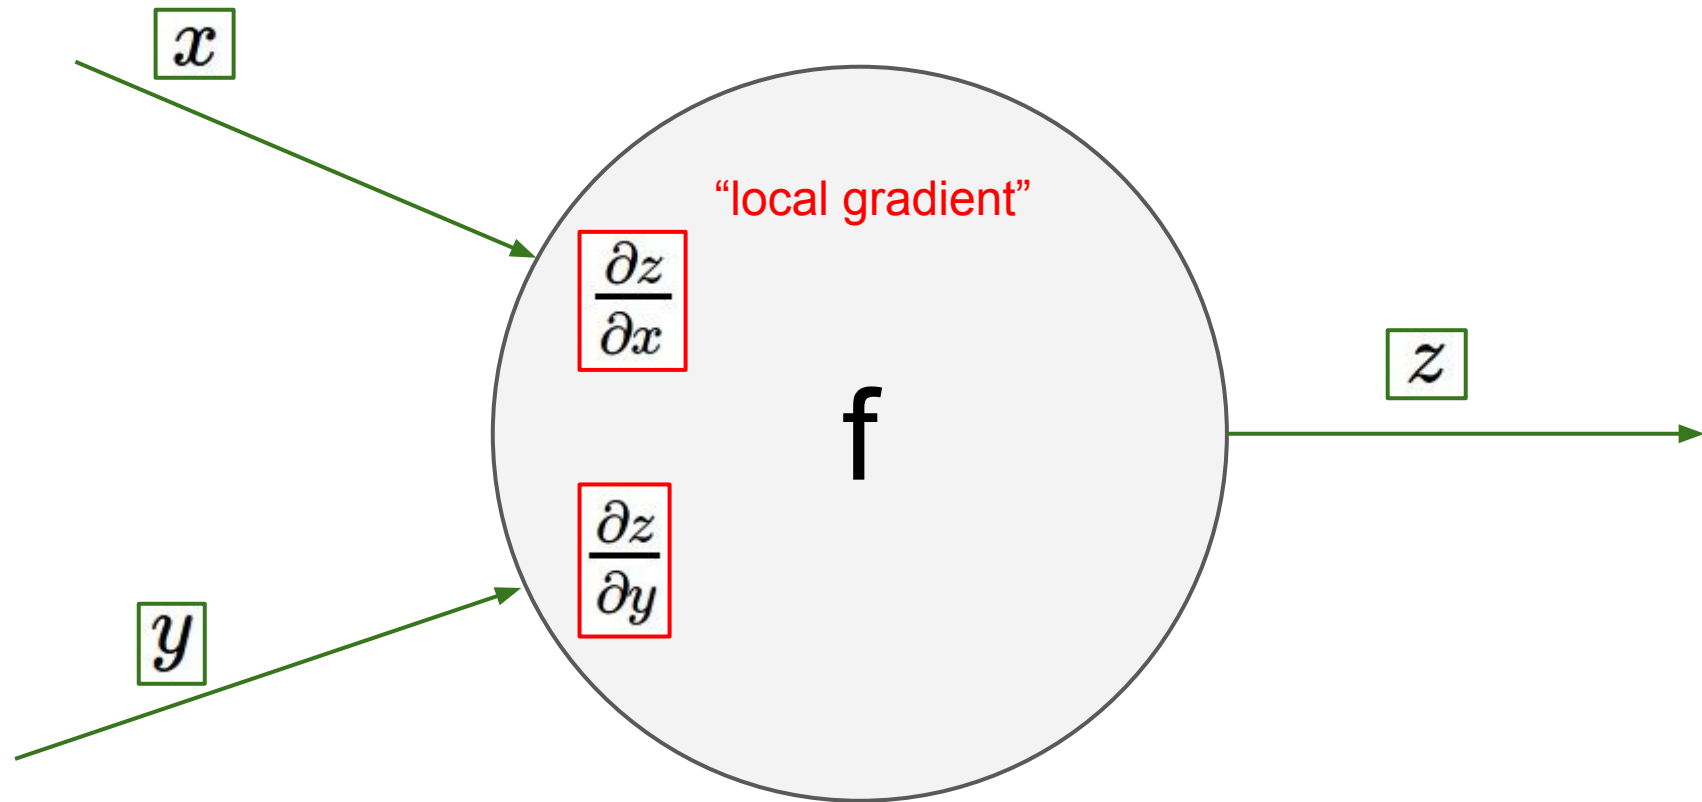 x
“local gradient”
∂z
∂x
f
z
∂z
∂y
y